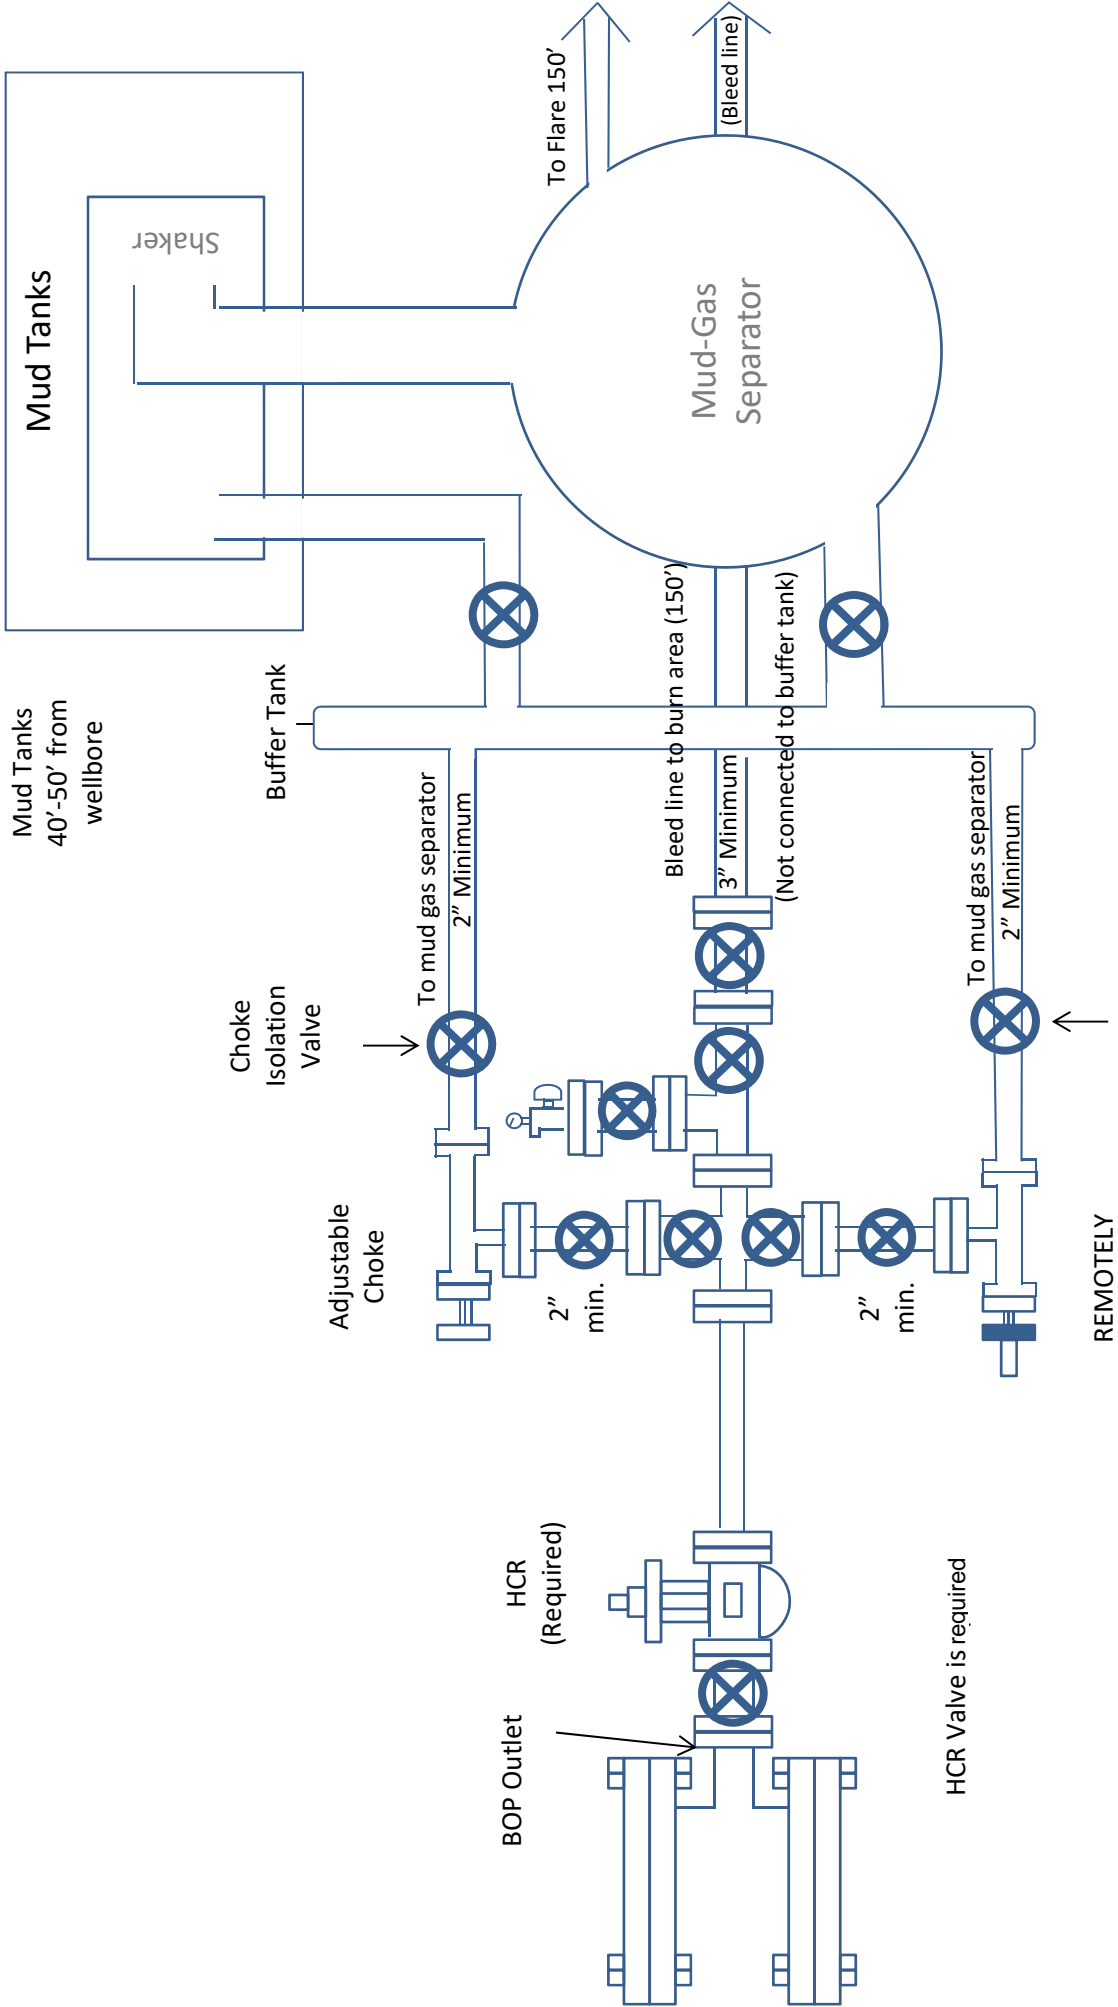 Mud Tanks
40’-50’ from
wellbore
Mud Tanks
Shaker
Buffer Tank
To Flare 150’
(Bleed line)
Mud-Gas
Separator
Choke
Isolation
Valve
To mud gas separator
2” Minimum
Bleed line to burn area (150’)
3” Minimum
(Not connected to buffer tank)
To mud gas separator
2” Minimum
Adjustable
Choke
2”
min.
2”
min.
REMOTELY
HCR
(Required)
BOP Outlet
HCR Valve is required